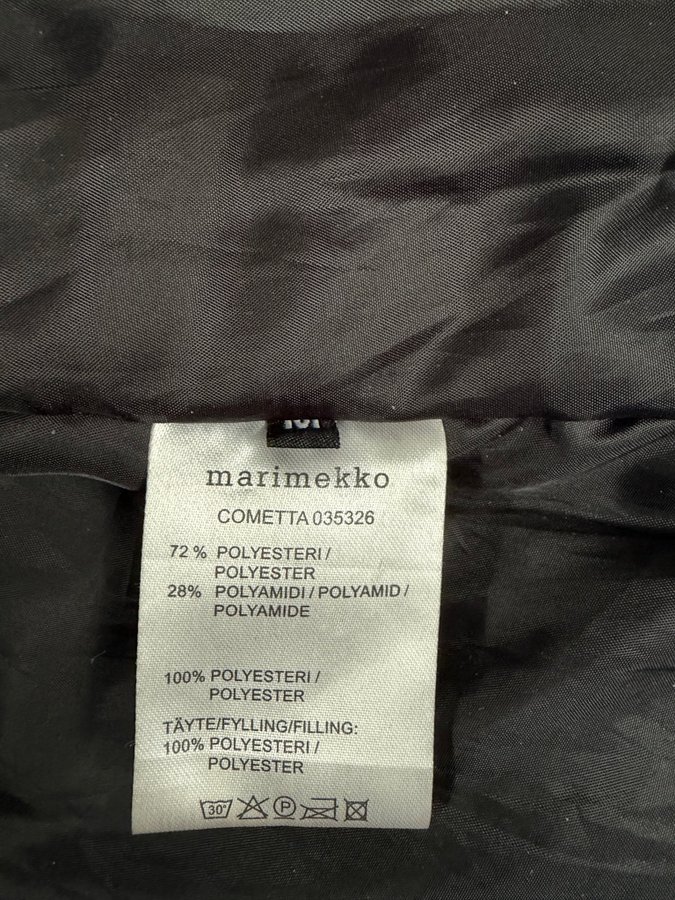 marimekko
COMETTA 035326
72 % POLYESTERI /
POLYESTER
28% POLYAMIDI / POLYAMID /
POLYAMIDE
100% POLYESTERI /
POLYESTER
TÄYTE/FYLLING/FILLING:
100% POLYESTERI /
POLYESTER
30° P